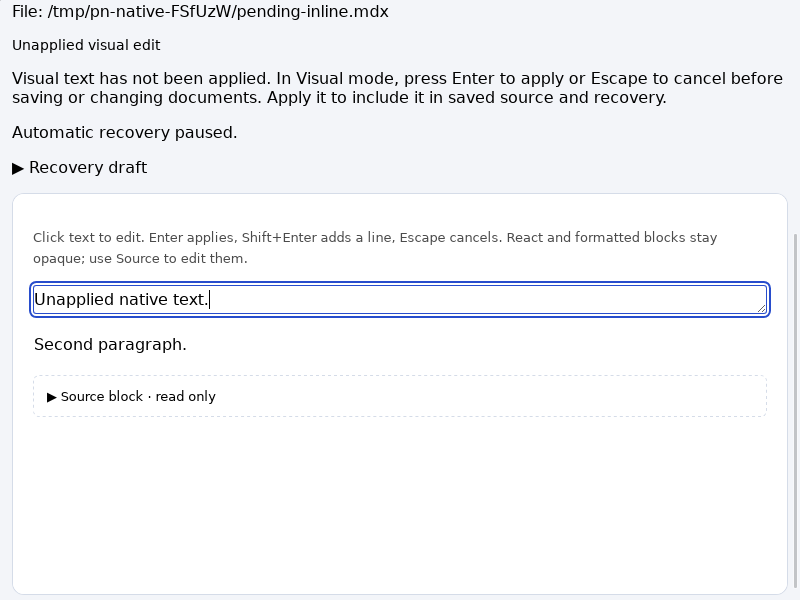 File: /tmp/pn-native-FSfUzW/pending-inline.mdx
Unapplied visual edit
Visual text has not been applied. In Visual mode, press Enter to apply or Escape to cancel before
saving or changing documents. Apply it to include it in saved source and recovery.
Automatic recovery paused.
▶ Recovery draft
Click text to edit. Enter applies, Shift+Enter adds a line, Escape cancels. React and formatted blocks stay
opaque; use Source to edit them.
Unapplied native text.
Second paragraph.
▶ Source block · read only